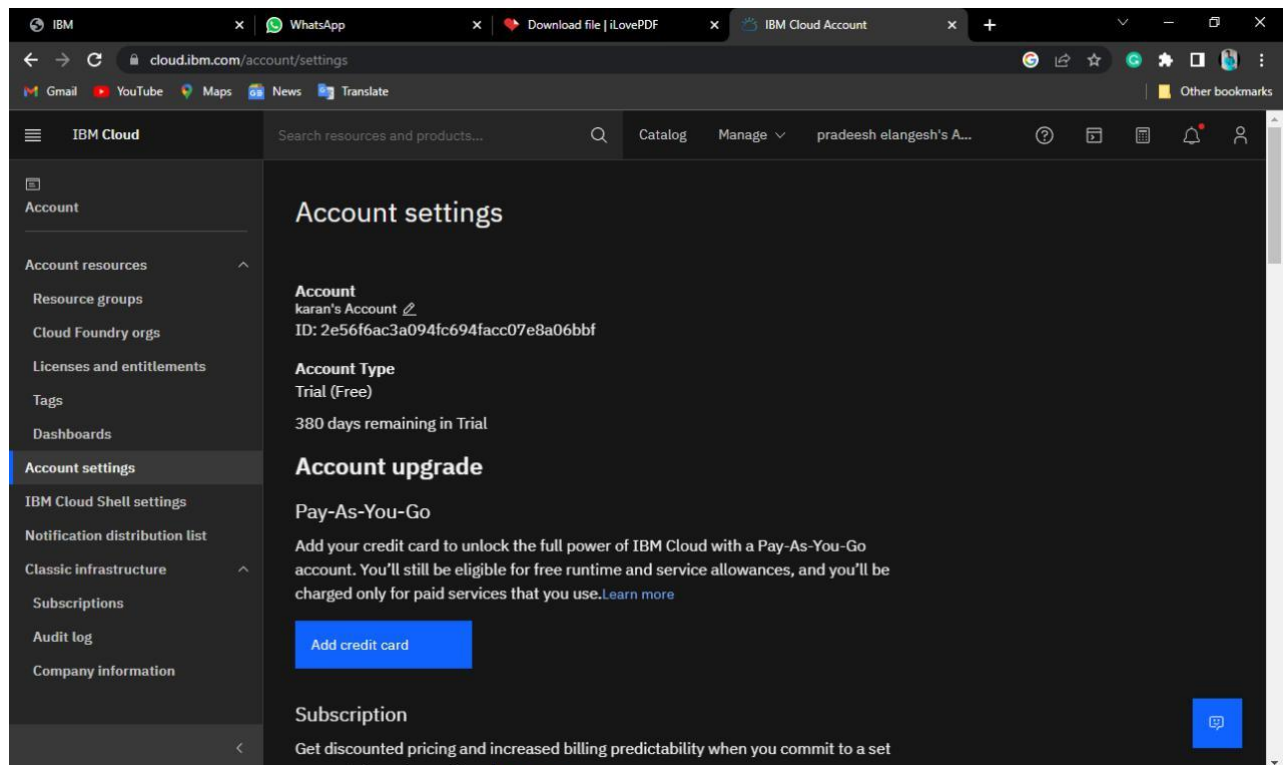 IBM
WhatsApp
Download file | iLovePDF
IBM Cloud Account
cloud.ibm.com/account/settings
Gmail
YouTube
Maps
News
Translate
Other bookmarks
IBM Cloud
Search resources and products...
Catalog
Manage
pradeesh elangesh's A...
Account
Account resources
Resource groups
Cloud Foundry orgs
Licenses and entitlements
Tags
Dashboards
Account settings
IBM Cloud Shell settings
Notification distribution list
Classic infrastructure
Subscriptions
Audit log
Company information
Account settings
Account
karan's Account
ID: 2e56f6ac3a094fc694facc07e8a06bbf
Account Type
Trial (Free)
380 days remaining in Trial
Account upgrade
Pay-As-You-Go
Add your credit card to unlock the full power of IBM Cloud with a Pay-As-You-Go
account. You'll still be eligible for free runtime and service allowances, and you'll be
charged only for paid services that you use.Learn more
Add credit card
Subscription
Get discounted pricing and increased billing predictability when you commit to a set